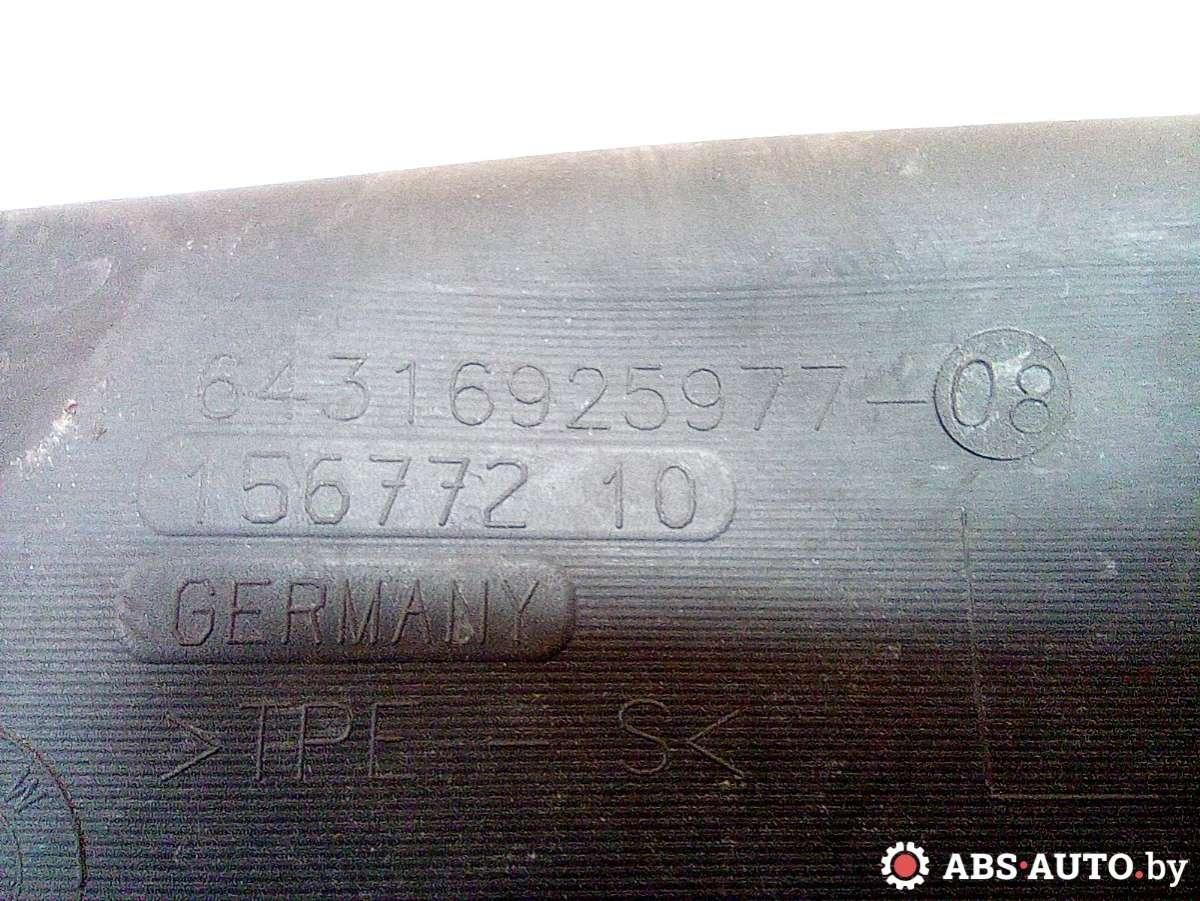 64316925977-08
156772 10
GERMANY
>TPE - S<
W
ABS·AUTO.by